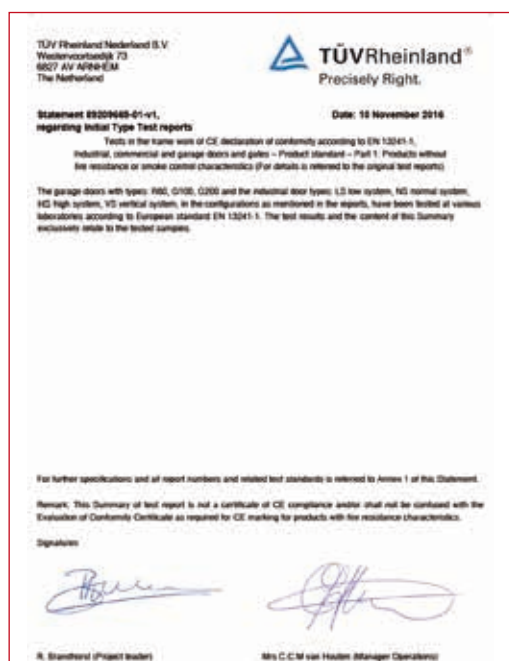 TÜV Rheinland Nederland B.V.
Westervoortsedijk 73
6827 AV ARNHEM
The Netherland
TÜVRheinland®
Precisely Right.
Statement 89209665-01-v1,
regarding Initial Type Test reports
Date: 10 November 2016
Tests in the name work of CE declaration of conformity according to EN 13241-1,
Industrial, commercial and garage doors and gates – Product standard – Part 1: Products without
fire resistance or smoke control characteristics (For details is referred to the original test reports)
The garage doors with types: R60, G100, G200 and the industrial door types: LS low system, NS normal system,
HS high system, VS vertical system, in the configurations as mentioned in the reports, have been tested at various
laboratories according to European standard EN 13241-1. The test results and the content of this Summary
exclusively relate to the tested samples.
For further specifications and all report numbers and related test standards is referred to Annex 1 of this Statement.
Remark: This Summary of test report is not a certificate of CE compliance and/or shall not be confused with the
Evaluation of Conformity Certificate as required for CE marking for products with fire resistance characteristics.
Signatures
R. Brandhorst (Project leader)
Mrs C.C.M van Houten (Manager Operations)